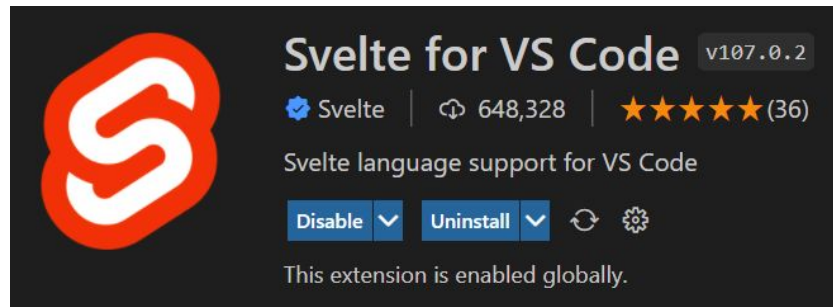 Svelte for VS Code v107.0.2
Svelte 648,328 (36)
Svelte language support for VS Code
Disable Uninstall
This extension is enabled globally.